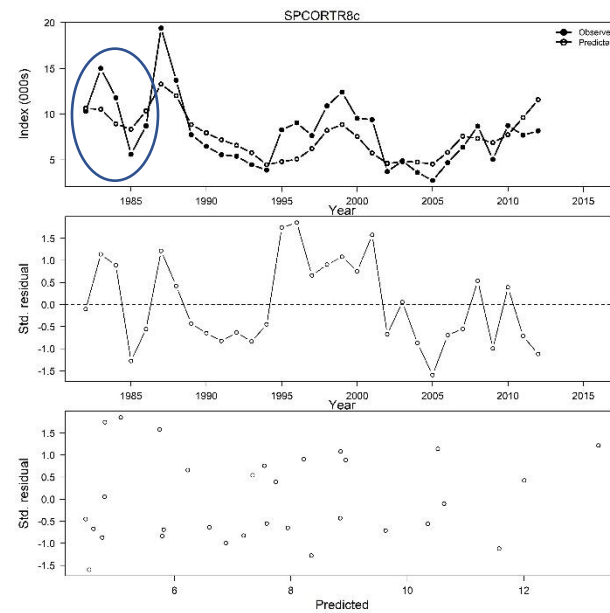 SPCORTR8c
Observe
Predicte
Index (000s)
20
15
10
5
1985 1990 1995 2000 2005 2010 2015
Year
Std. residual
1.5
1.0
0.5
0.0
-0.5
-1.0
-1.5
1985 1990 1995 2000 2005 2010 2015
Year
Std. residual
1.5
1.0
0.5
0.0
-0.5
-1.0
-1.5
6 8 10 12
Predicted